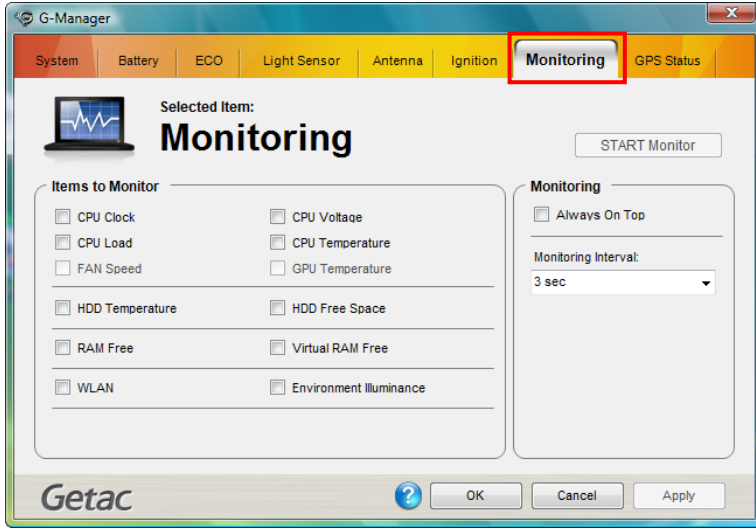 G-Manager
System Battery ECO Light Sensor Antenna Ignition Monitoring GPS Status
Selected Item:
Monitoring
START Monitor
Items to Monitor
CPU Clock CPU Voltage
CPU Load CPU Temperature
FAN Speed GPU Temperature
HDD Temperature HDD Free Space
RAM Free Virtual RAM Free
WLAN Environment Illuminance
Monitoring
Always On Top
Monitoring Interval:
3 sec
Getac ? OK Cancel Apply